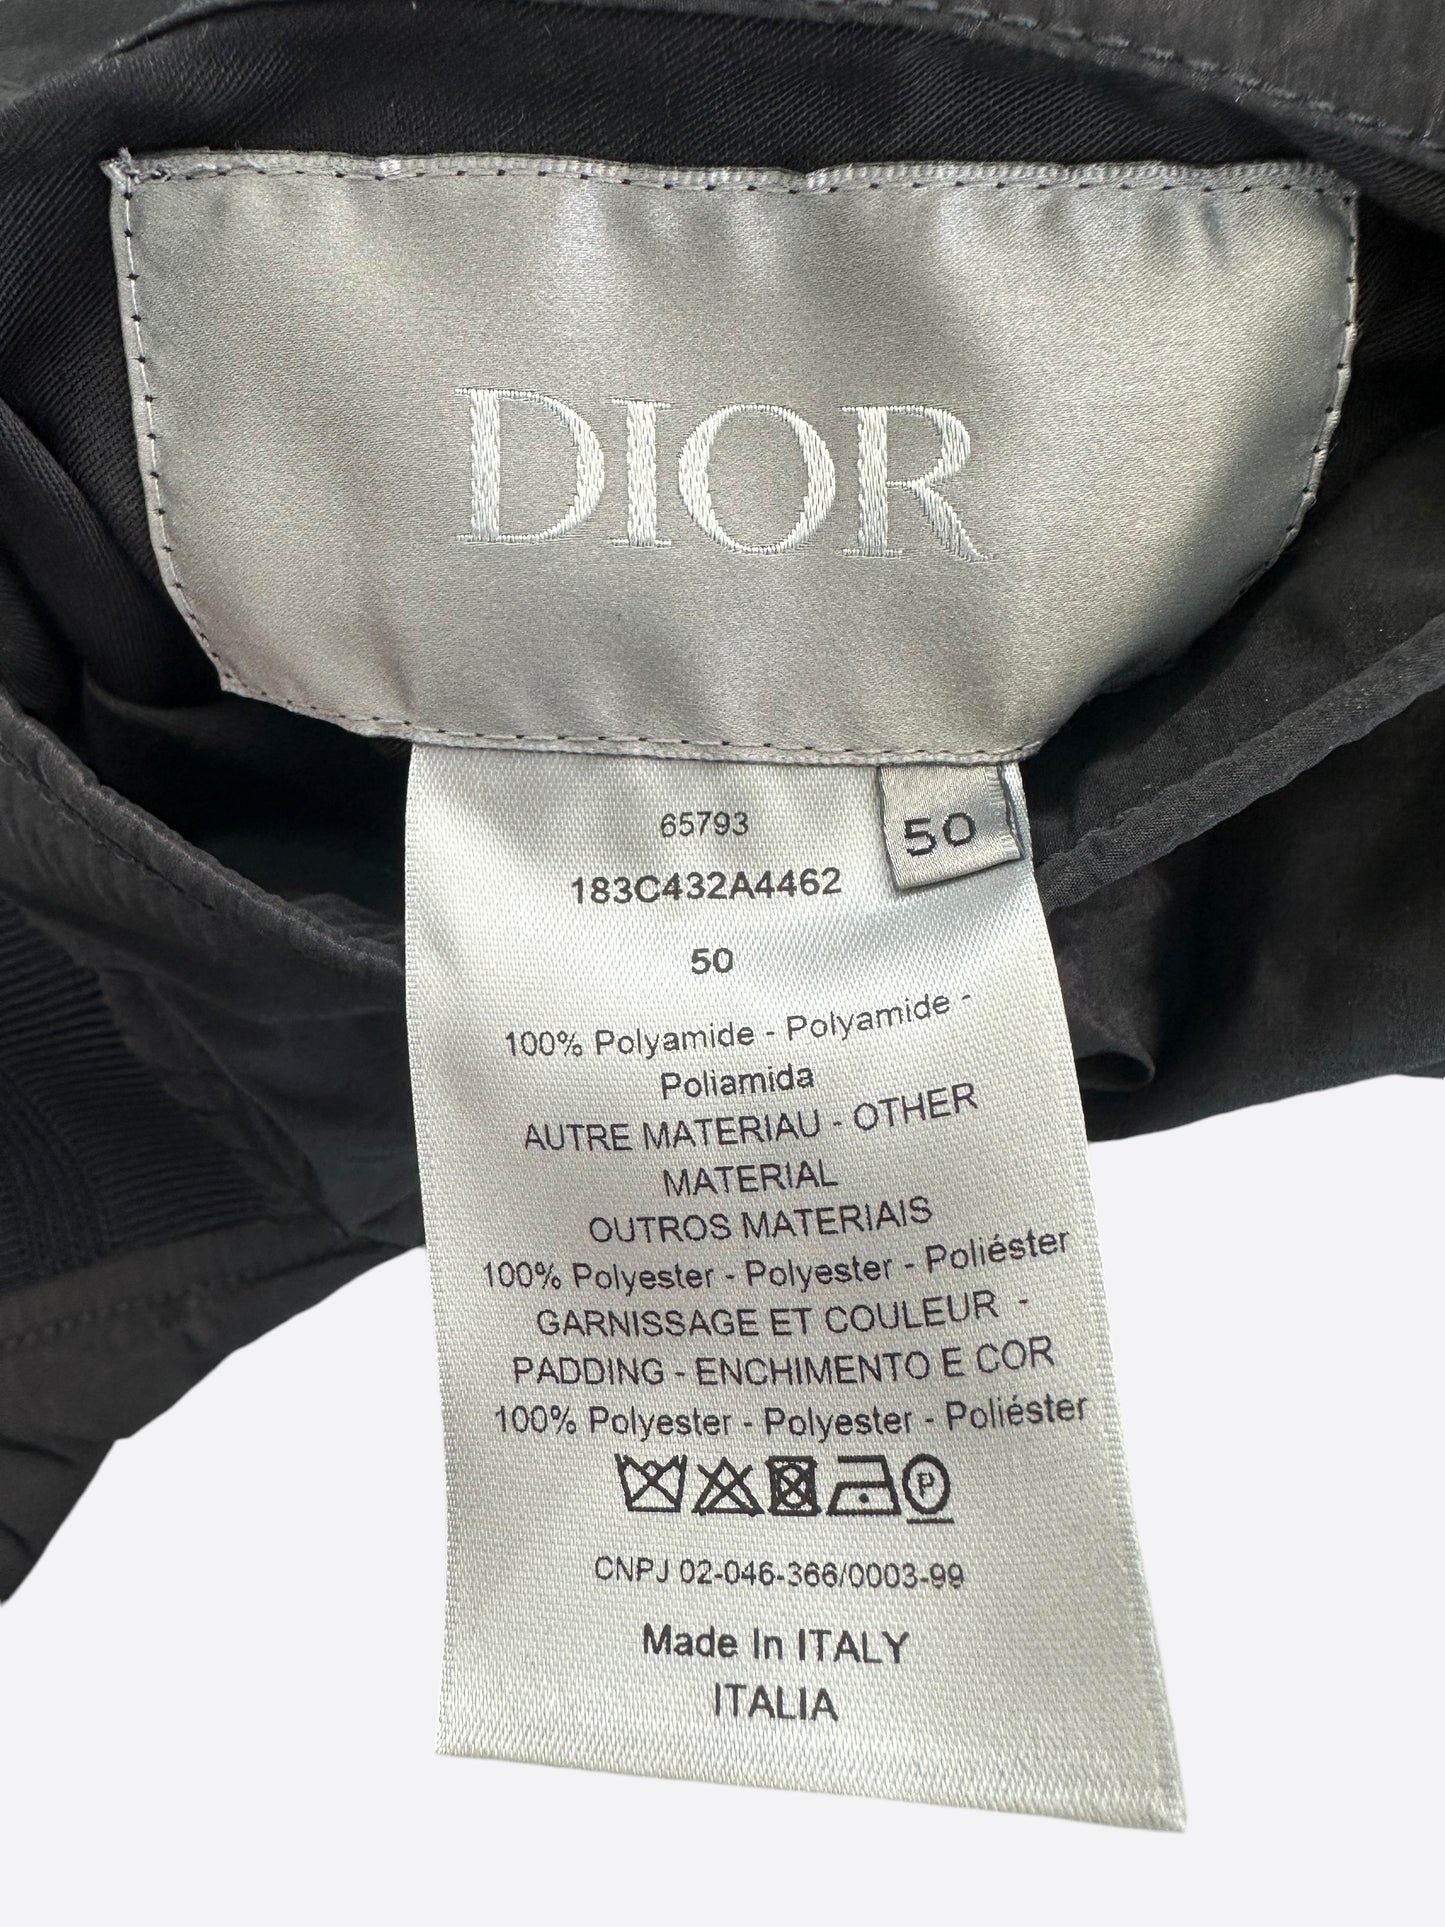 DIOR
50
65793
183C432A4462
50
100% Polyamide - Polyamide -
Poliamida
AUTRE MATERIAU - OTHER
MATERIAL
OUTROS MATERIAIS
100% Polyester - Polyester - Poliéster
GARNISSAGE ET COULEUR -
PADDING - ENCHIMENTO E COR
100% Polyester - Polyester - Poliéster
P
CNPJ 02-046-366/0003-99
Made In ITALY
ITALIA